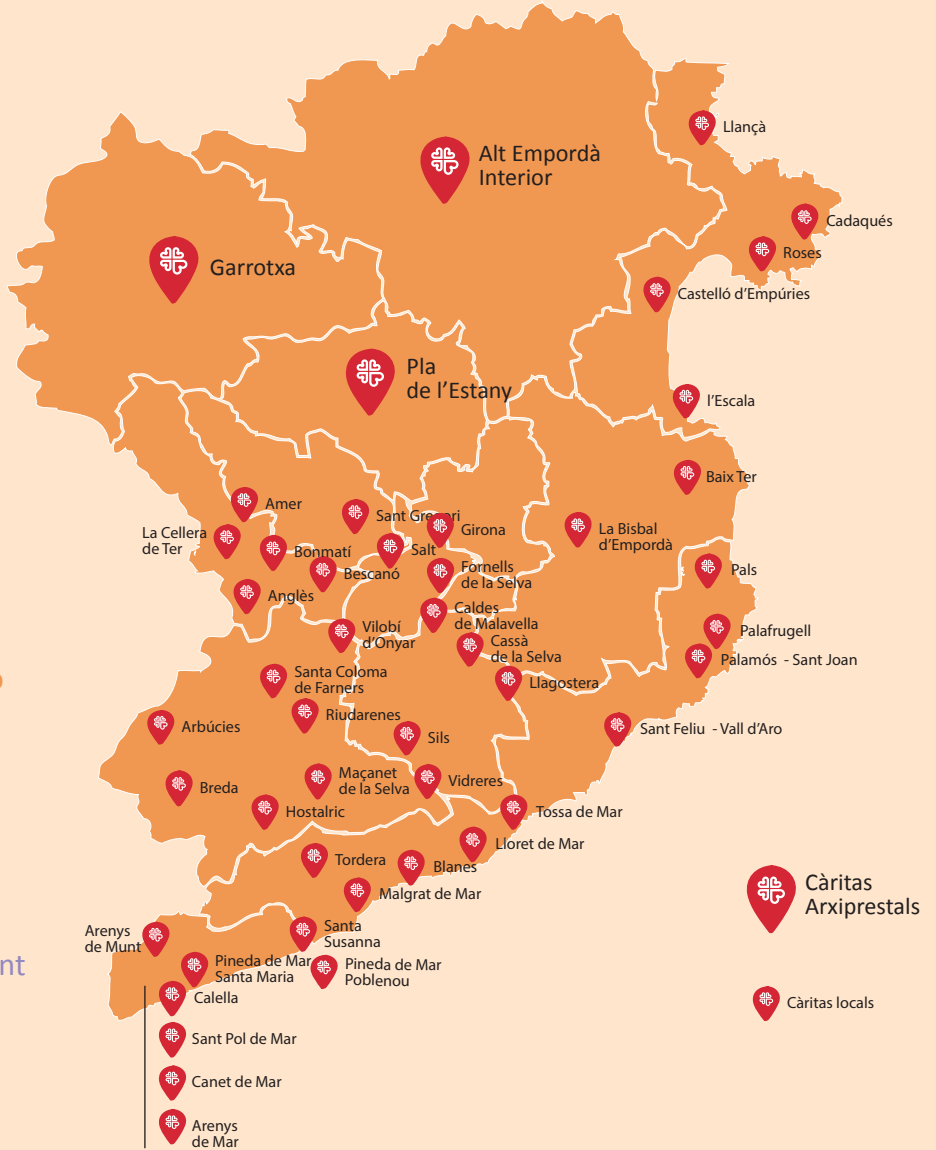 Llançà
Alt Empordà
Interior
Cadaqués
Roses
Garrotxa
Castelló d'Empúries
Pla
de l'Estany
l'Escala
Baix Ter
Amer
Sant Gregori
Girona
La Bisbal
d'Empordà
La Cellera
de Ter
Bonmatí
Salt
Bescanó
Fornells
de la Selva
Pals
Anglès
Caldes
de Malavella
Vilobí
d'Onyar
Palafrugell
Cassà
de la Selva
Palamós - Sant Joan
Santa Coloma
de Farners
Llagostera
Riudarenes
Arbúcies
Sils
Sant Feliu - Vall d'Aro
Maçanet
de la Selva
Vidreres
Breda
Hostalric
Tossa de Mar
Lloret de Mar
Tordera
Blanes
Malgrat de Mar
Càritas
Arxiprestals
Arenys
de Munt
Santa
Susanna
nt
Pineda de Mar
Santa Maria
Pineda de Mar
Poblenou
Calella
Càritas locals
Sant Pol de Mar
Canet de Mar
Arenys
de Mar